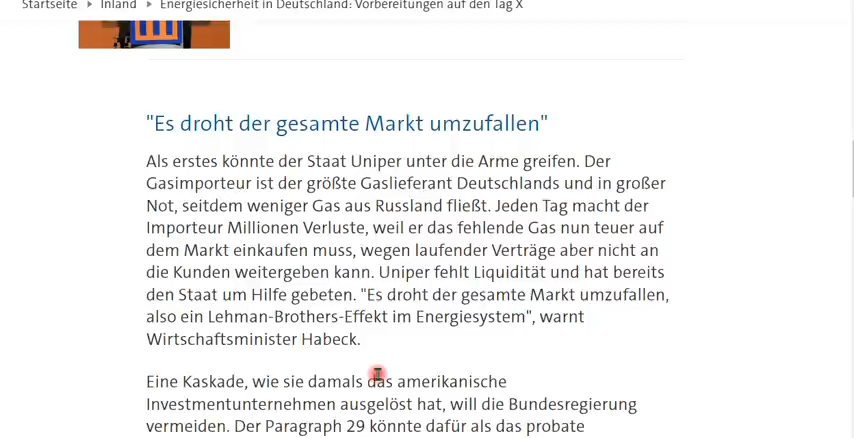 Startseite ▸ Inland ▸ Energiesicherheit in Deutschland: Vorbereitungen auf den Tag X
"Es droht der gesamte Markt umzufallen"
Als erstes könnte der Staat Uniper unter die Arme greifen. Der
Gasimporteur ist der größte Gaslieferant Deutschlands und in großer
Not, seitdem weniger Gas aus Russland fließt. Jeden Tag macht der
Importeur Millionen Verluste, weil er das fehlende Gas nun teuer auf
dem Markt einkaufen muss, wegen laufender Verträge aber nicht an
die Kunden weitergeben kann. Uniper fehlt Liquidität und hat bereits
den Staat um Hilfe gebeten. "Es droht der gesamte Markt umzufallen,
also ein Lehman-Brothers-Effekt im Energiesystem", warnt
Wirtschaftsminister Habeck.
Eine Kaskade, wie sie damals das amerikanische
Investmentunternehmen ausgelöst hat, will die Bundesregierung
vermeiden. Der Paragraph 29 könnte dafür als das probate